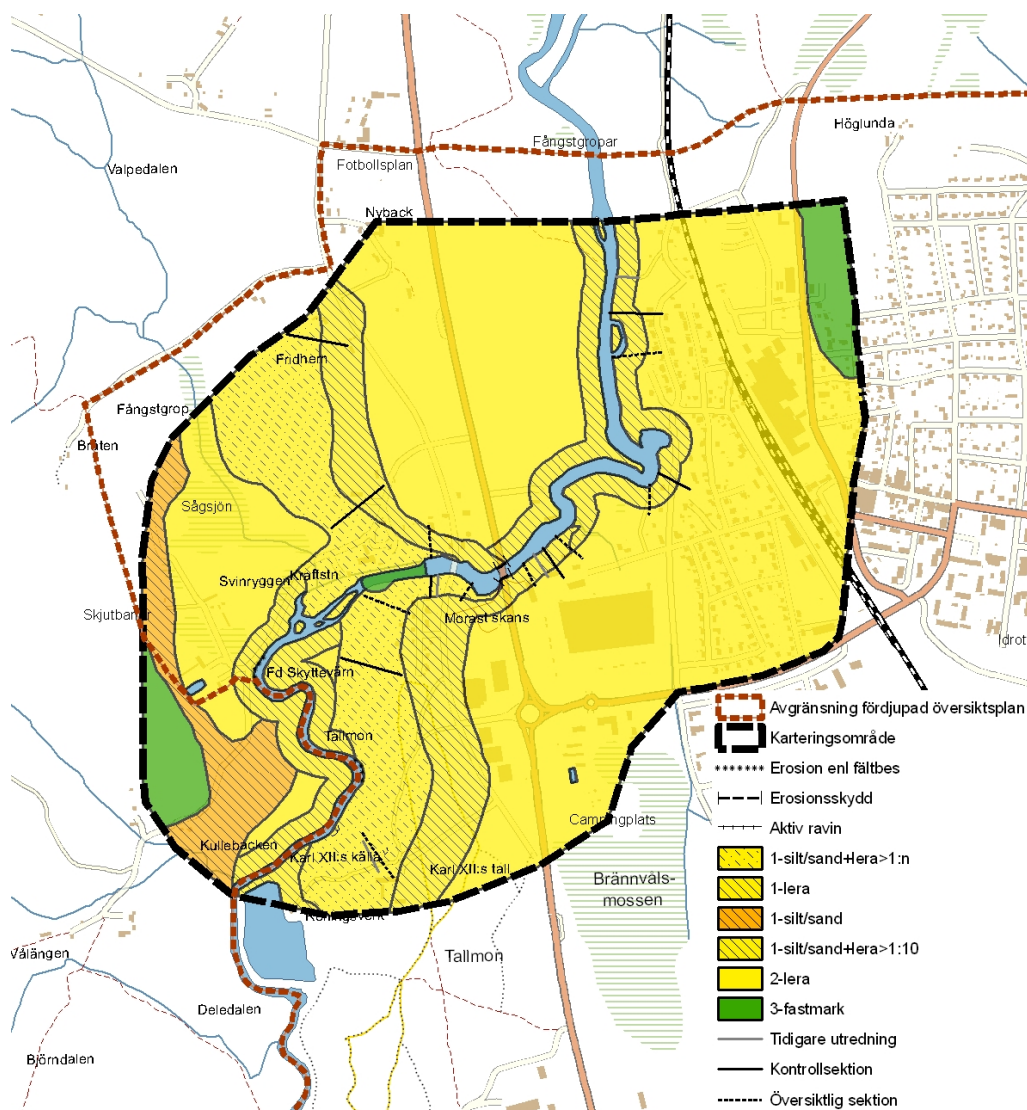 Höglunda
Fångstgropar
Fotbollsplan
Valpedalen
Nyback
Fridhem
Fångstgrop
Bråten
Sågsjön
Svinryggen
Kraftstn
Skjutbanor
Morast skans
Idrot
Fd Skyttevärn
Tallmon
Campingplats
Kullebacken
Karl XII:s källa
Karl XII:s tall
Brännvåls-
mossen
Reningsverk
Vålängen
Tallmon
Deledalen
Björndalen
Avgränsning fördjupad översiktsplan
Karteringsområde
Erosion enl fältbes
Erosionsskydd
Aktiv ravin
1-silt/sand+lera>1:n
1-lera
1-silt/sand
1-silt/sand+lera>1:10
2-lera
3-fastmark
Tidigare utredning
Kontrollsektion
Översiktlig sektion